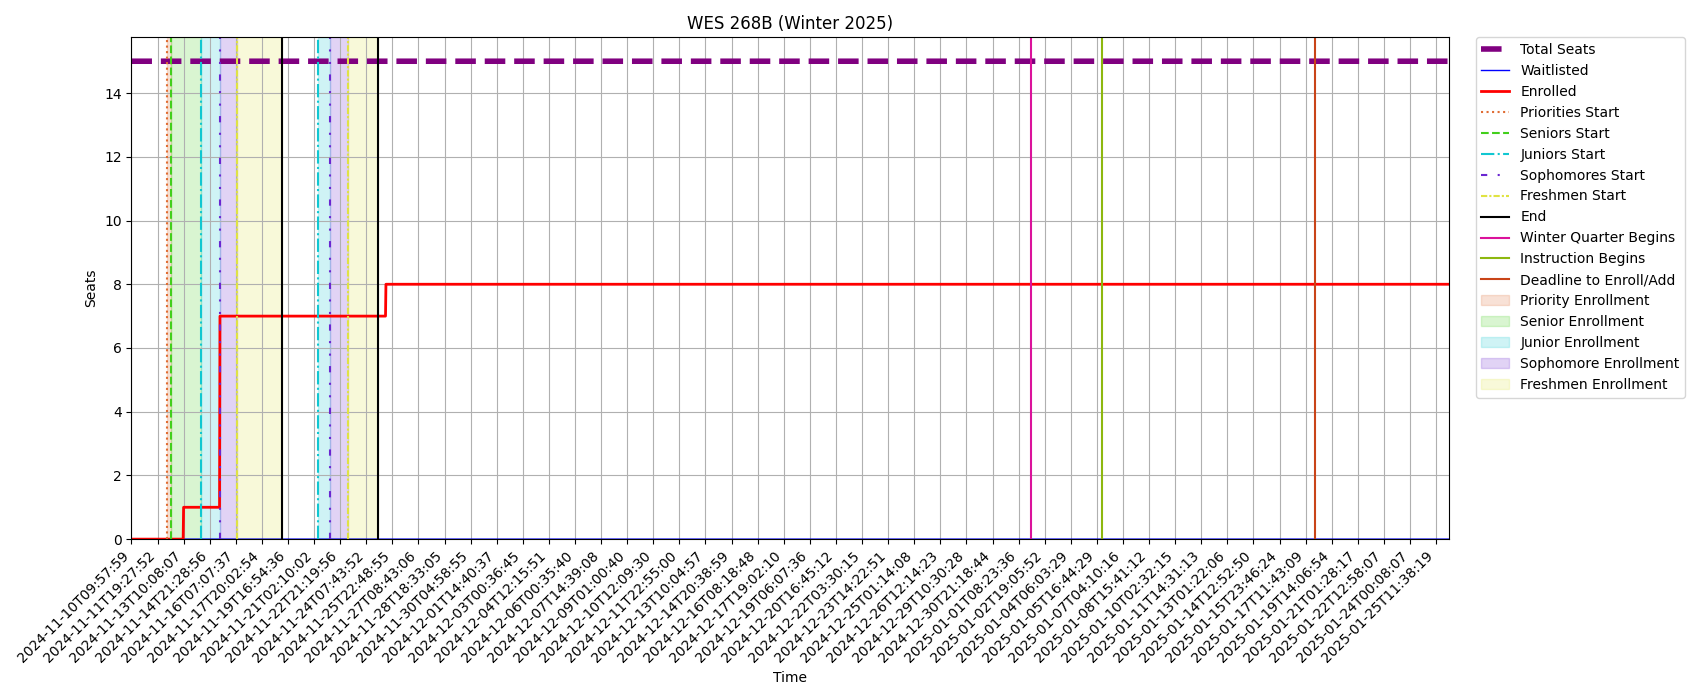 WES 268B (Winter 2025)
Seats
14
12
10
8
6
4
2
0
2024-11-10T09:57:59
2024-11-11T19:27:52
2024-11-13T10:08:07
2024-11-14T21:28:56
2024-11-16T07:07:37
2024-11-17T20:02:54
2024-11-19T16:54:36
2024-11-21T02:10:02
2024-11-22T21:19:56
2024-11-24T07:43:52
2024-11-25T22:48:55
2024-11-27T08:43:06
2024-11-28T18:33:05
2024-11-30T04:58:55
2024-12-01T14:40:37
2024-12-03T00:36:45
2024-12-04T12:15:51
2024-12-06T00:35:40
2024-12-07T14:39:08
2024-12-09T01:00:40
2024-12-10T12:09:30
2024-12-11T22:55:00
2024-12-13T10:04:57
2024-12-14T20:38:59
2024-12-16T08:18:48
2024-12-17T19:02:10
2024-12-19T06:07:36
2024-12-20T16:45:12
2024-12-22T03:30:15
2024-12-23T14:22:51
2024-12-25T01:14:08
2024-12-26T12:14:23
2024-12-29T10:30:28
2024-12-30T21:18:44
2025-01-01T08:23:36
2025-01-02T19:05:52
2025-01-04T06:03:29
2025-01-05T16:44:29
2025-01-07T04:10:16
2025-01-08T15:41:12
2025-01-10T02:32:15
2025-01-11T14:31:13
2025-01-13T01:22:06
2025-01-14T12:52:50
2025-01-15T23:46:24
2025-01-17T11:43:09
2025-01-19T14:06:54
2025-01-21T01:28:17
2025-01-22T12:58:07
2025-01-24T00:08:07
2025-01-25T11:38:19
Time
Total Seats
Waitlisted
Enrolled
Priorities Start
Seniors Start
Juniors Start
Sophomores Start
Freshmen Start
End
Winter Quarter Begins
Instruction Begins
Deadline to Enroll/Add
Priority Enrollment
Senior Enrollment
Junior Enrollment
Sophomore Enrollment
Freshmen Enrollment